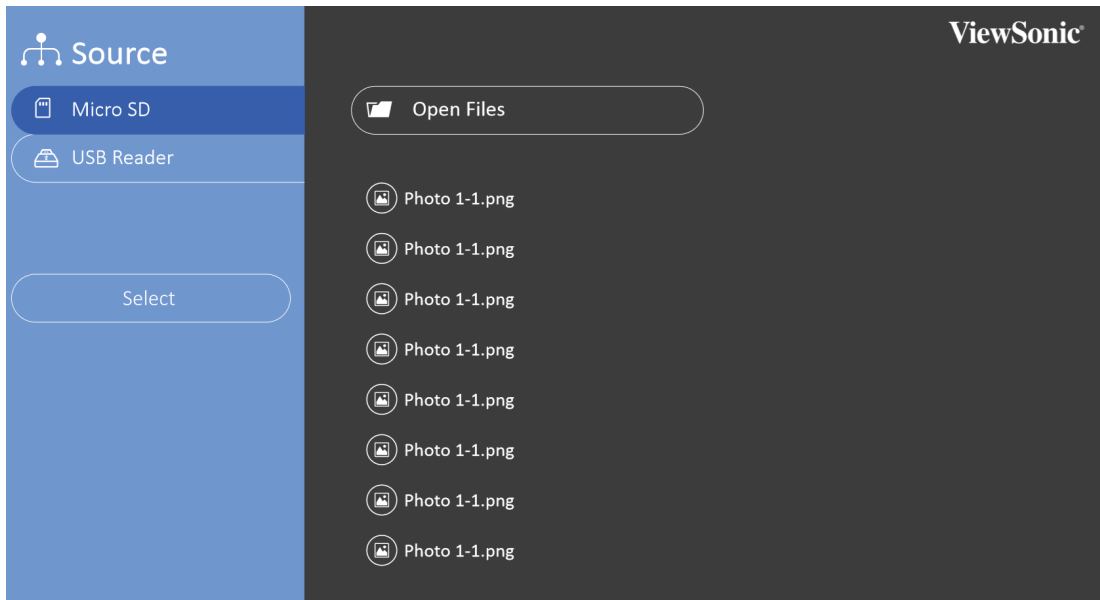 Source
Micro SD
USB Reader
Select
ViewSonic®
Open Files
Photo 1-1.png
Photo 1-1.png
Photo 1-1.png
Photo 1-1.png
Photo 1-1.png
Photo 1-1.png
Photo 1-1.png
Photo 1-1.png